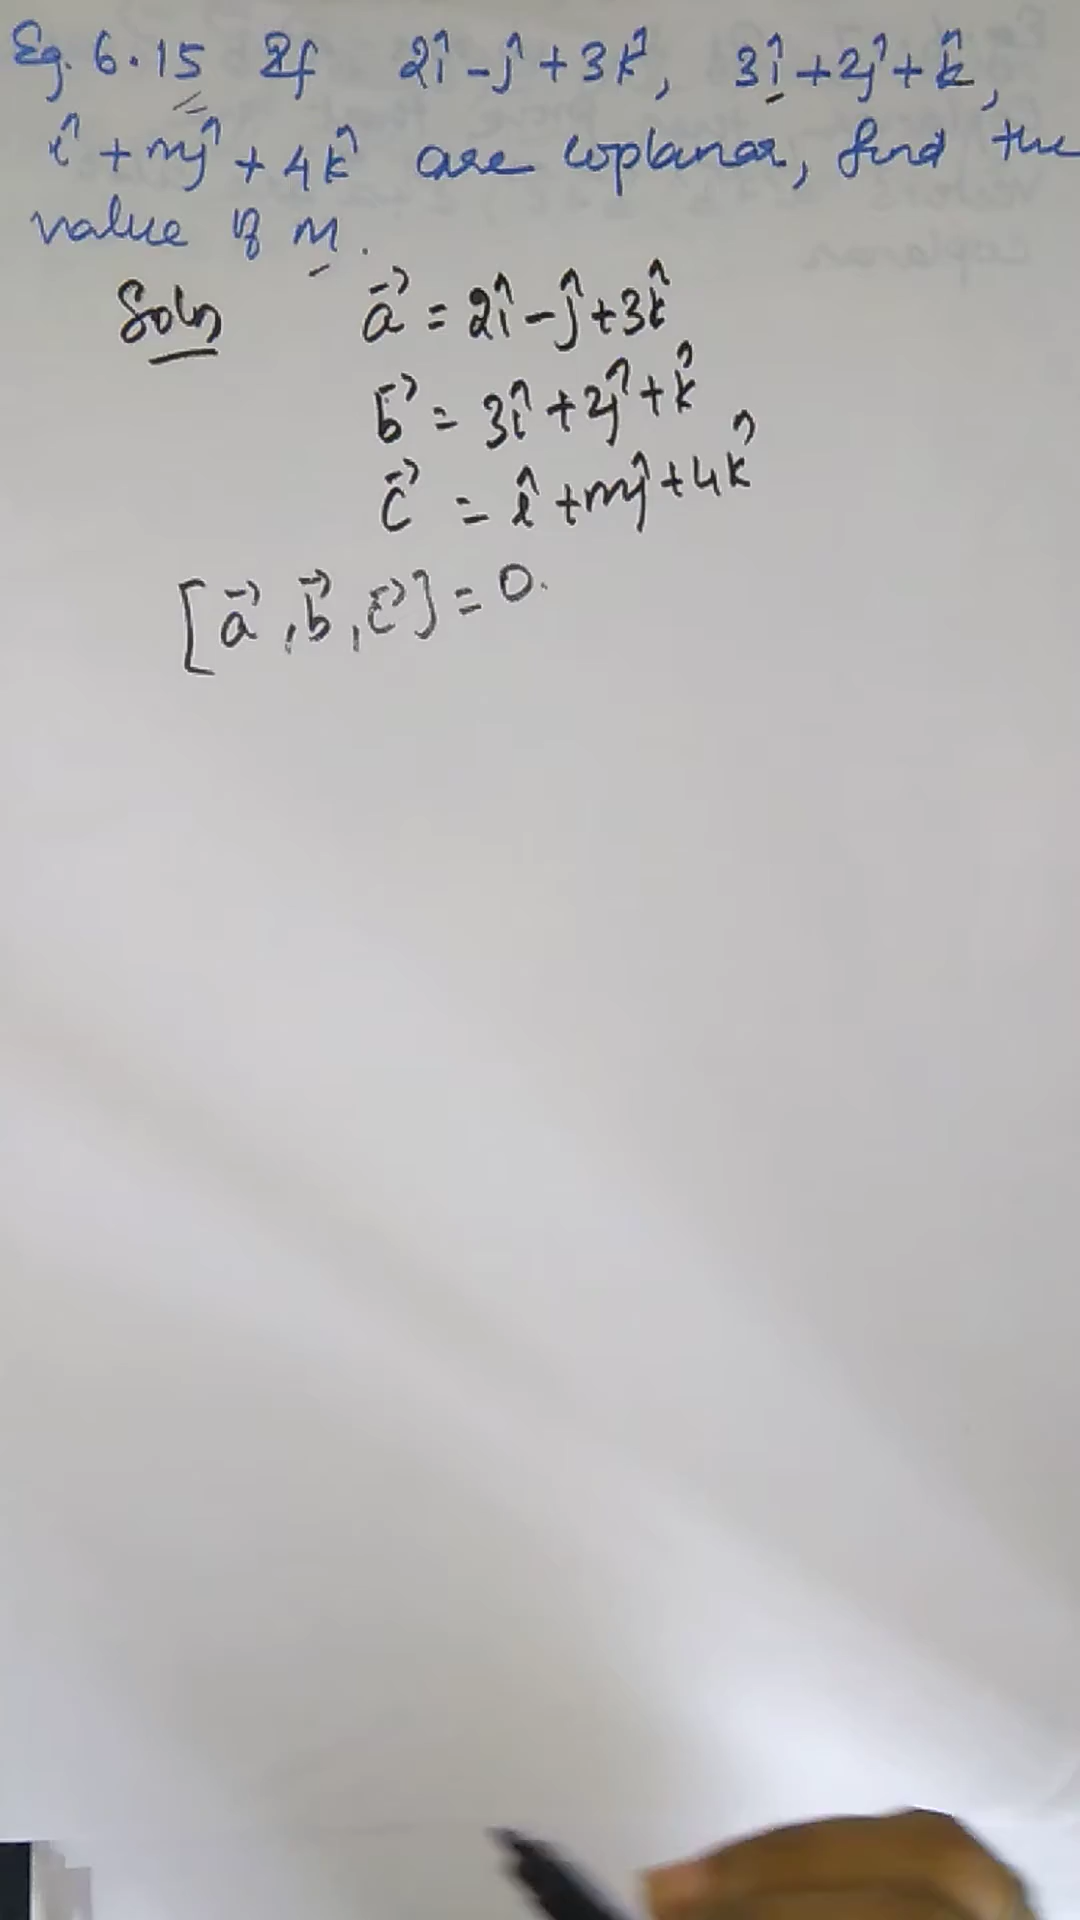 Eg. 6.15 If 2î - ĵ + 3k̂, 3î + 2ĵ + k̂,
î + mĵ + 4k̂ are coplanar, find the
value of m.
Soln a⃗ = 2î - ĵ + 3k̂
b⃗ = 3î + 2ĵ + k̂
c⃗ = î + mĵ + 4k̂
[a⃗, b⃗, c⃗] = 0.